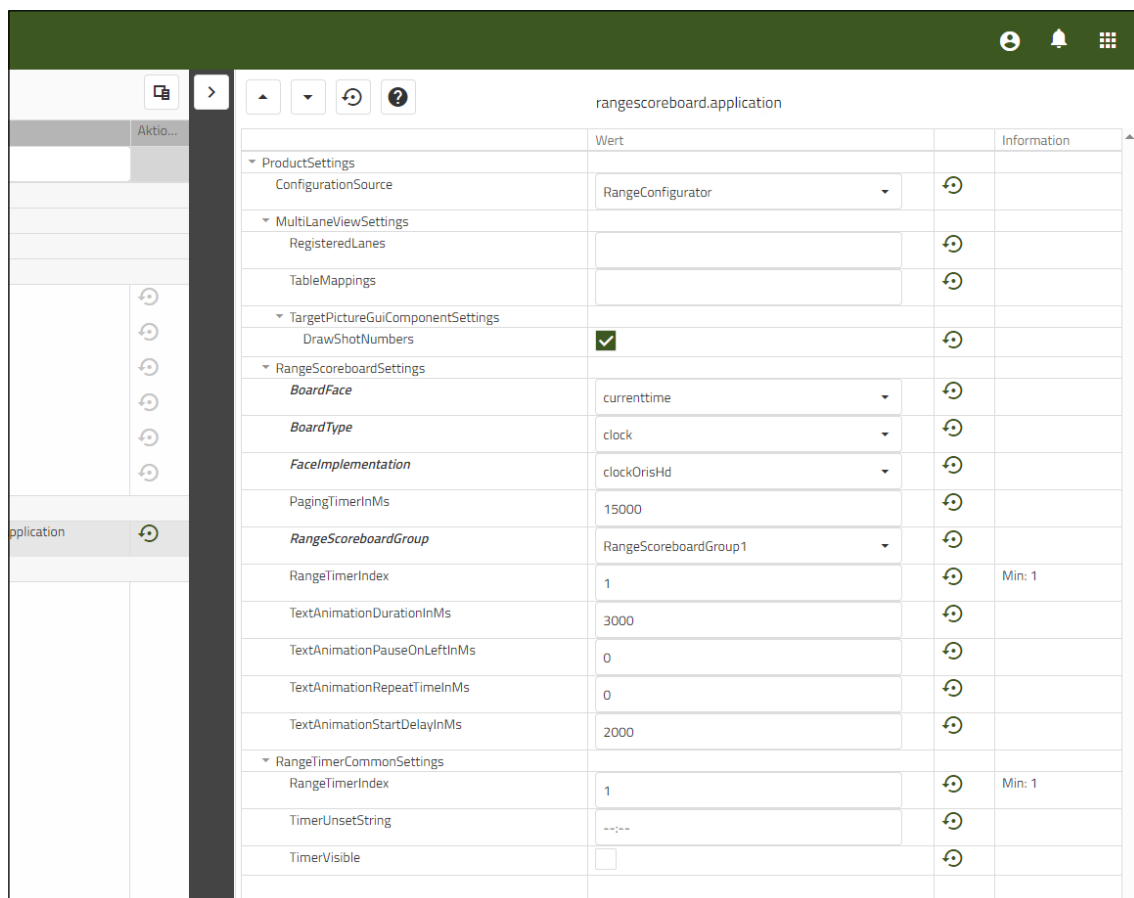 rangescoreboard.application
Aktio...
Wert Information
ProductSettings
ConfigurationSource RangeConfigurator
MultiLaneViewSettings
RegisteredLanes
TableMappings
TargetPictureGuiComponentSettings
DrawShotNumbers
RangeScoreboardSettings
BoardFace currenttime
BoardType clock
FaceImplementation clockOrisHd
PagingTimerInMs 15000
pplication
RangeScoreboardGroup RangeScoreboardGroup1
RangeTimerIndex 1 Min: 1
TextAnimationDurationInMs 3000
TextAnimationPauseOnLeftInMs 0
TextAnimationRepeatTimeInMs 0
TextAnimationStartDelayInMs 2000
RangeTimerCommonSettings
RangeTimerIndex 1 Min: 1
TimerUnsetString --:--
TimerVisible